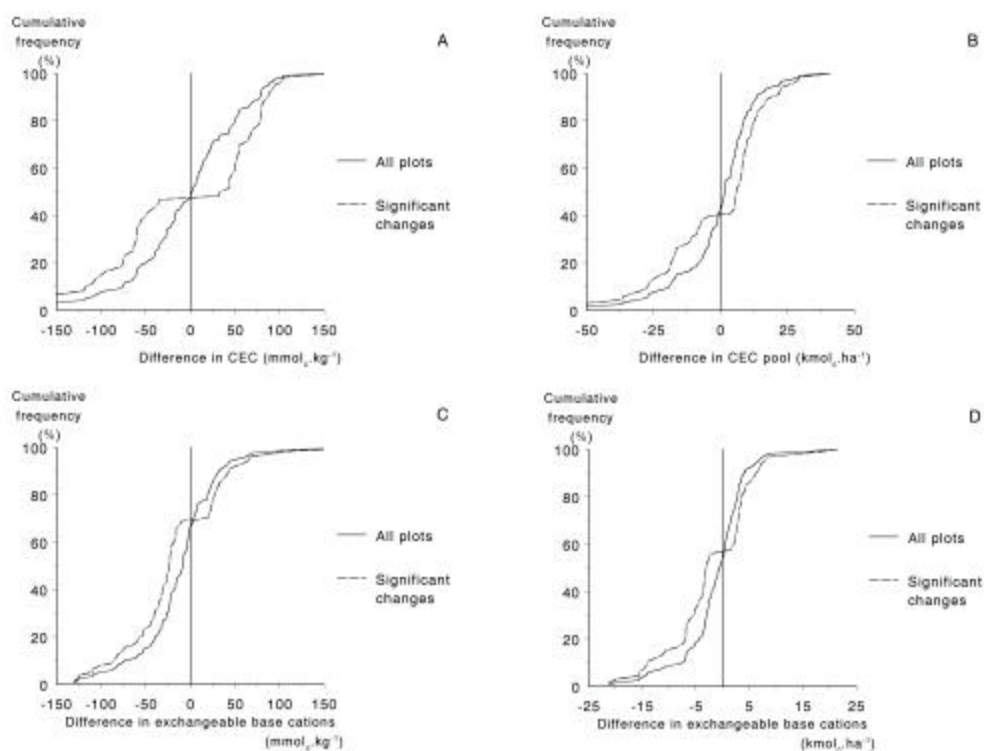 Cumulative
frequency
(%)
A
100
80
60
40
20
0
All plots
Significant
changes
-150 -100 -50 0 50 100 150
Difference in CEC (mmolc.kg-1)
Cumulative
frequency
(%)
B
100
80
60
40
20
0
All plots
Significant
changes
-50 -25 0 25 50
Difference in CEC pool (kmolc.ha-1)
Cumulative
frequency
(%)
C
100
80
60
40
20
0
All plots
Significant
changes
-150 -100 -50 0 50 100 150
Difference in exchangeable base cations
(mmolc.kg-1)
Cumulative
frequency
(%)
D
100
80
60
40
20
0
All plots
Significant
changes
-25 -15 -5 5 15 25
Difference in exchangeable base cations
(kmolc.ha-1)